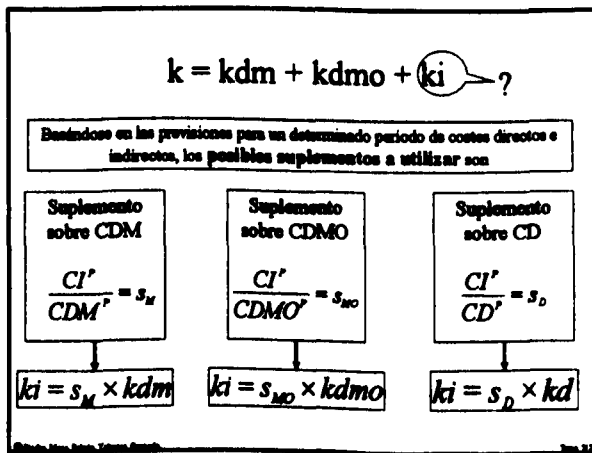 k = kdm + kdmo + ki ?
Basándose en las previsiones para un determinado período de costes directos e
indirectos, los posibles suplementos a utilizar son
Suplemento
sobre CDM
CI^P / CDM^P = s_M
ki = s_M × kdm
Suplemento
sobre CDMO
CI^P / CDMO^P = s_MO
ki = s_MO × kdmo
Suplemento
sobre CD
CI^P / CD^P = s_D
ki = s_D × kd